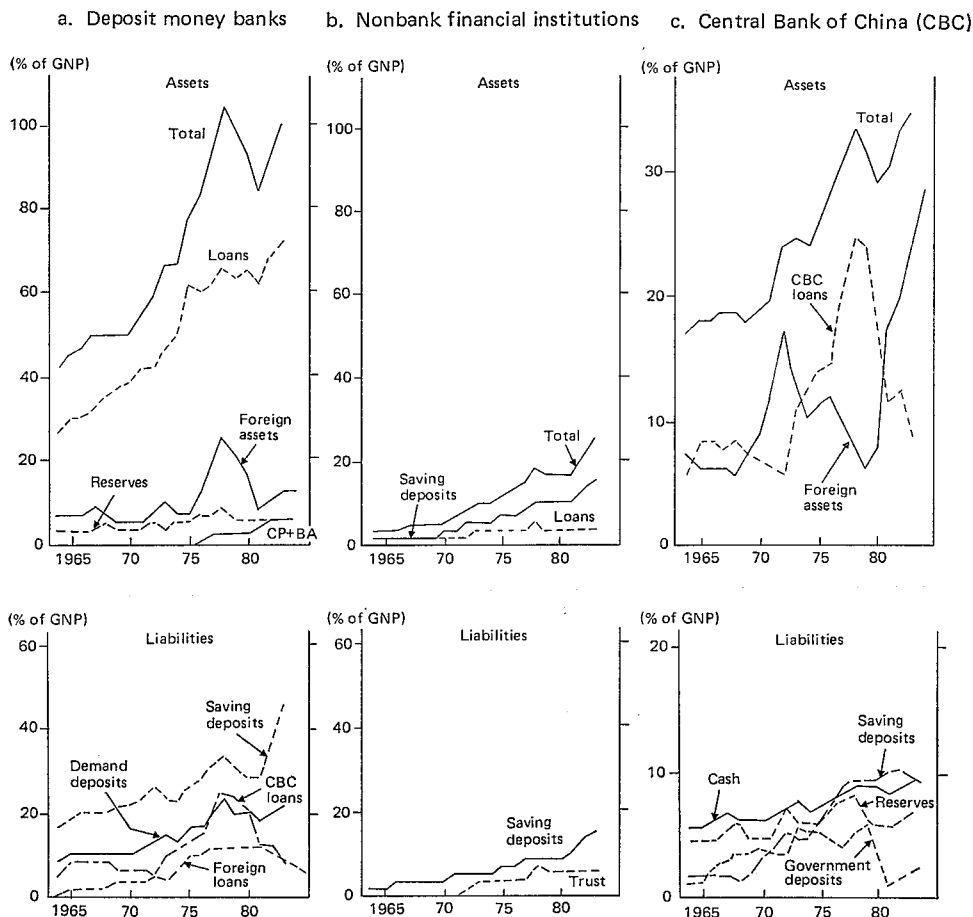 a. Deposit money banks
b. Nonbank financial institutions
c. Central Bank of China (CBC)
(% of GNP)
Assets
100
80
60
40
20
0
Total
Loans
Foreign
assets
Reserves
CP+BA
1965
70
75
80
(% of GNP)
Assets
100
80
60
40
20
0
Total
Saving
deposits
Loans
1965
70
75
80
(% of GNP)
Assets
30
20
10
0
Total
CBC
loans
Foreign
assets
1965
70
75
80
(% of GNP)
Liabilities
60
40
20
0
Saving
deposits
Demand
deposits
CBC
loans
Foreign
loans
1965
70
75
80
(% of GNP)
Liabilities
60
40
20
0
Saving
deposits
Trust
1965
70
75
80
(% of GNP)
Liabilities
20
10
0
Saving
deposits
Cash
Reserves
Government
deposits
1965
70
75
80